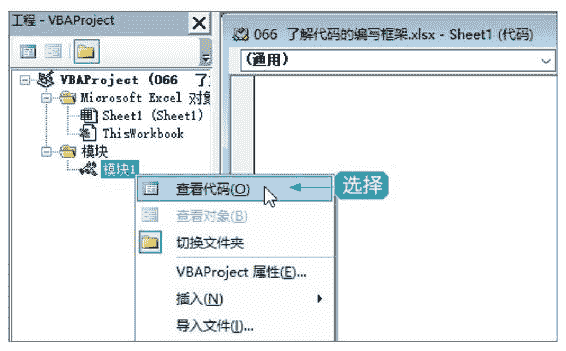 工程 - VBAProject
066 了解代码的编写框架.xlsx - Sheet1 (代码)
(通用)
VBAProject (066 了
Microsoft Excel 对
Sheet1 (Sheet1)
ThisWorkbook
模块
模块1
查看代码(O)
选择
查看对象(B)
切换文件夹
VBAProject 属性(E)...
插入(N)
导入文件(I)...